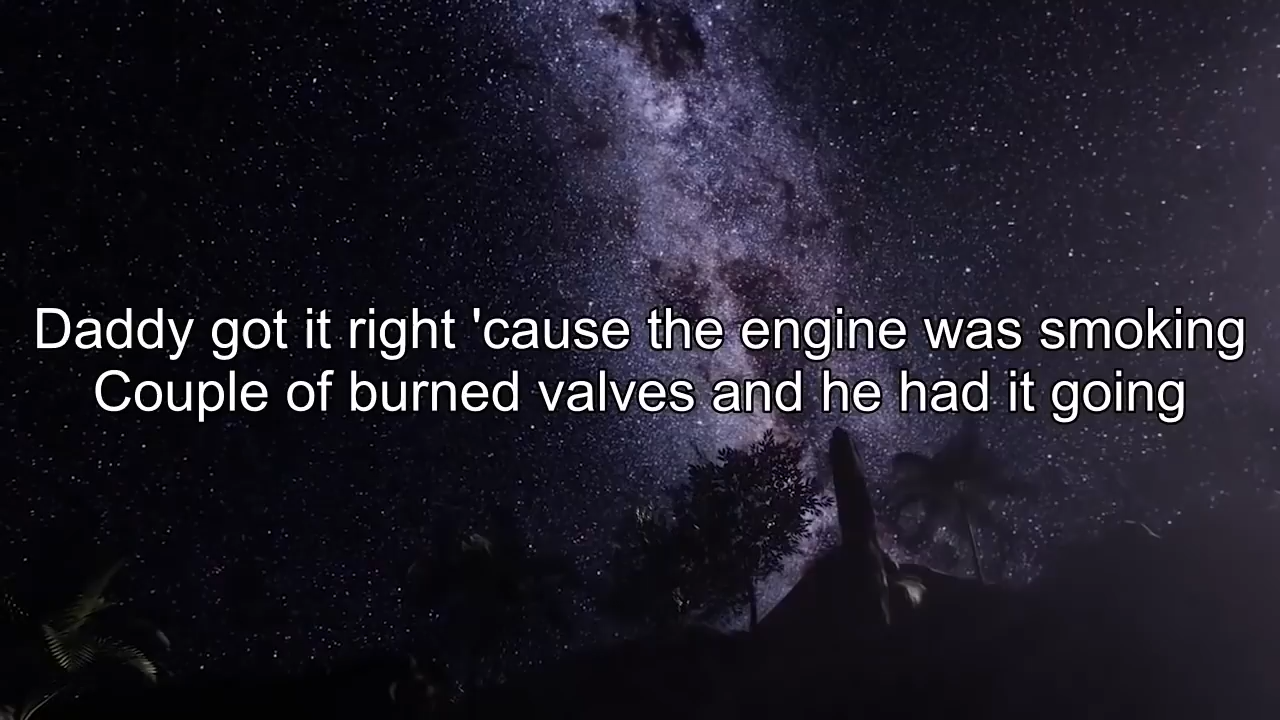 Daddy got it right 'cause the engine was smoking
Couple of burned valves and he had it going